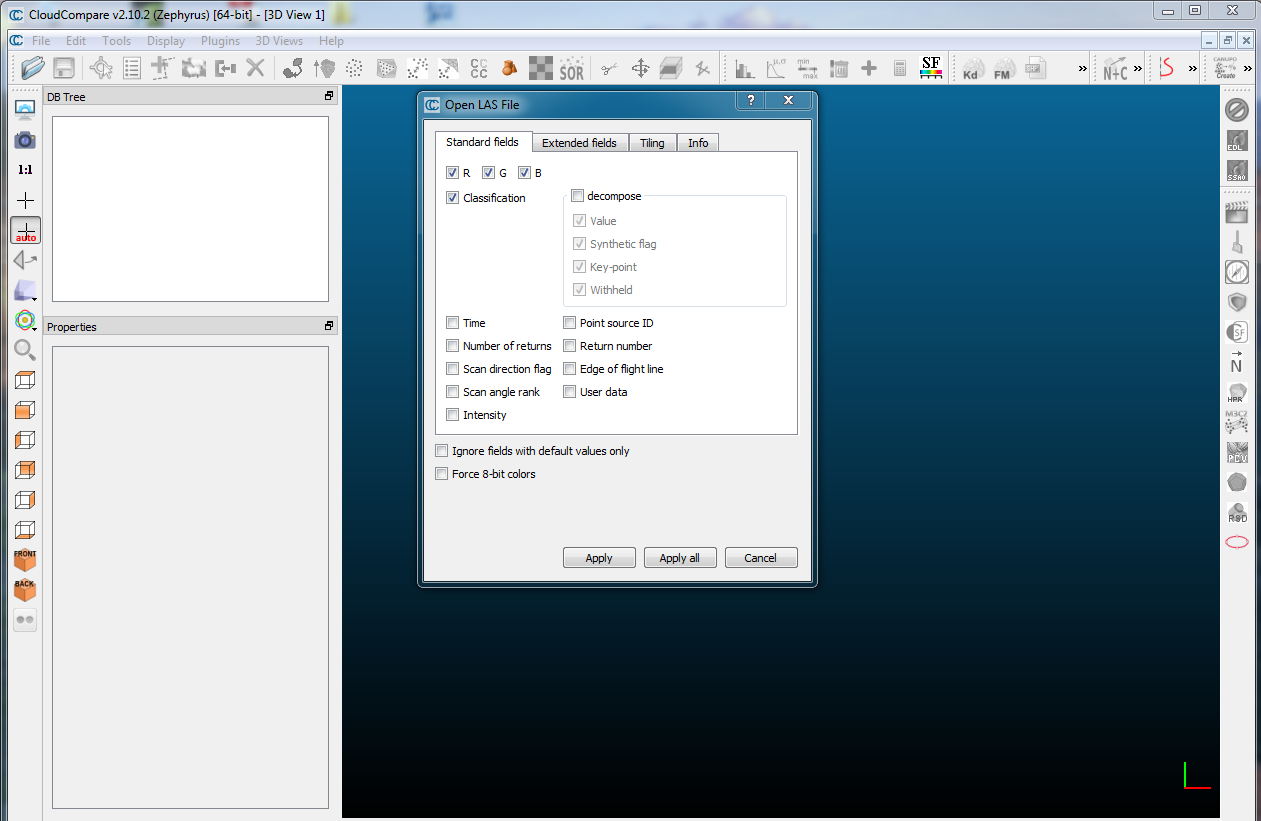 CloudCompare v2.10.2 (Zephyrus) [64-bit] - [3D View 1]
File Edit Tools Display Plugins 3D Views Help
SOR
μ,σ
min max
SF
Kd
FM
N+C
CANUPO Create
DB Tree
1:1
auto
Properties
FRONT
BACK
Open LAS File
Standard fields Extended fields Tiling Info
R G B
Classification decompose
Value
Synthetic flag
Key-point
Withheld
Time Point source ID
Number of returns Return number
Scan direction flag Edge of flight line
Scan angle rank User data
Intensity
Ignore fields with default values only
Force 8-bit colors
Apply Apply all Cancel
EDL
SSAO
SF
N
HPR
M3C2
PCV
RSD